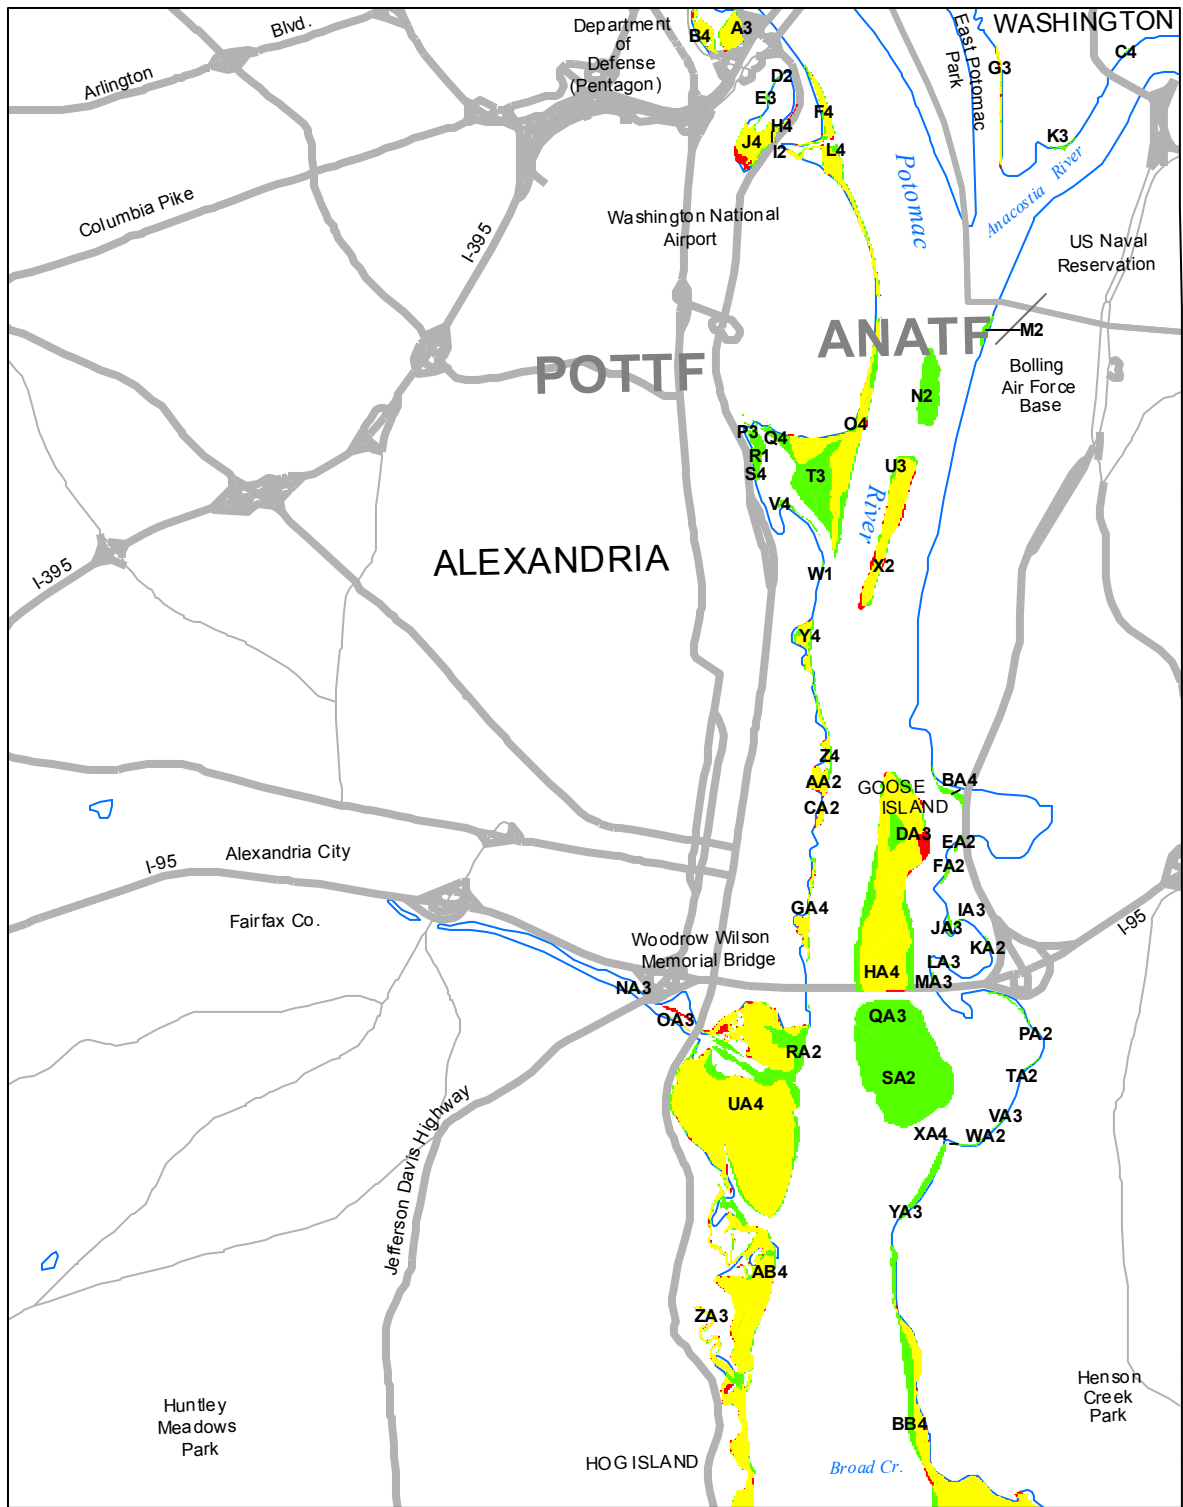 WASHINGTON
Blvd.
Department
of
Defense
(Pentagon)
B4
A3
East Potomac
Park
C4
G3
Arlington
D2
E3
F4
H4
J4
I2
L4
K3
Potomac
Anacostia River
Columbia Pike
I-395
Washington National
Airport
US Naval
Reservation
ANATF
M2
POTTF
Bolling
Air Force
Base
N2
O4
P3
Q4
R1
S4
T3
U3
V4
River
ALEXANDRIA
I-395
W1
X2
Y4
Z4
AA2
CA2
GOOSE
ISLAND
BA4
DA3
EA2
FA2
I-95
Alexandria City
Fairfax Co.
GA4
IA3
JA3
KA2
I-95
Woodrow Wilson
Memorial Bridge
LA3
HA4
MA3
NA3
OA3
QA3
RA2
PA2
SA2
TA2
UA4
VA3
XA4
WA2
Jefferson Davis Highway
YA3
AB4
ZA3
Henson
Creek
Park
Huntley
Meadows
Park
BB4
HOG ISLAND
Broad Cr.